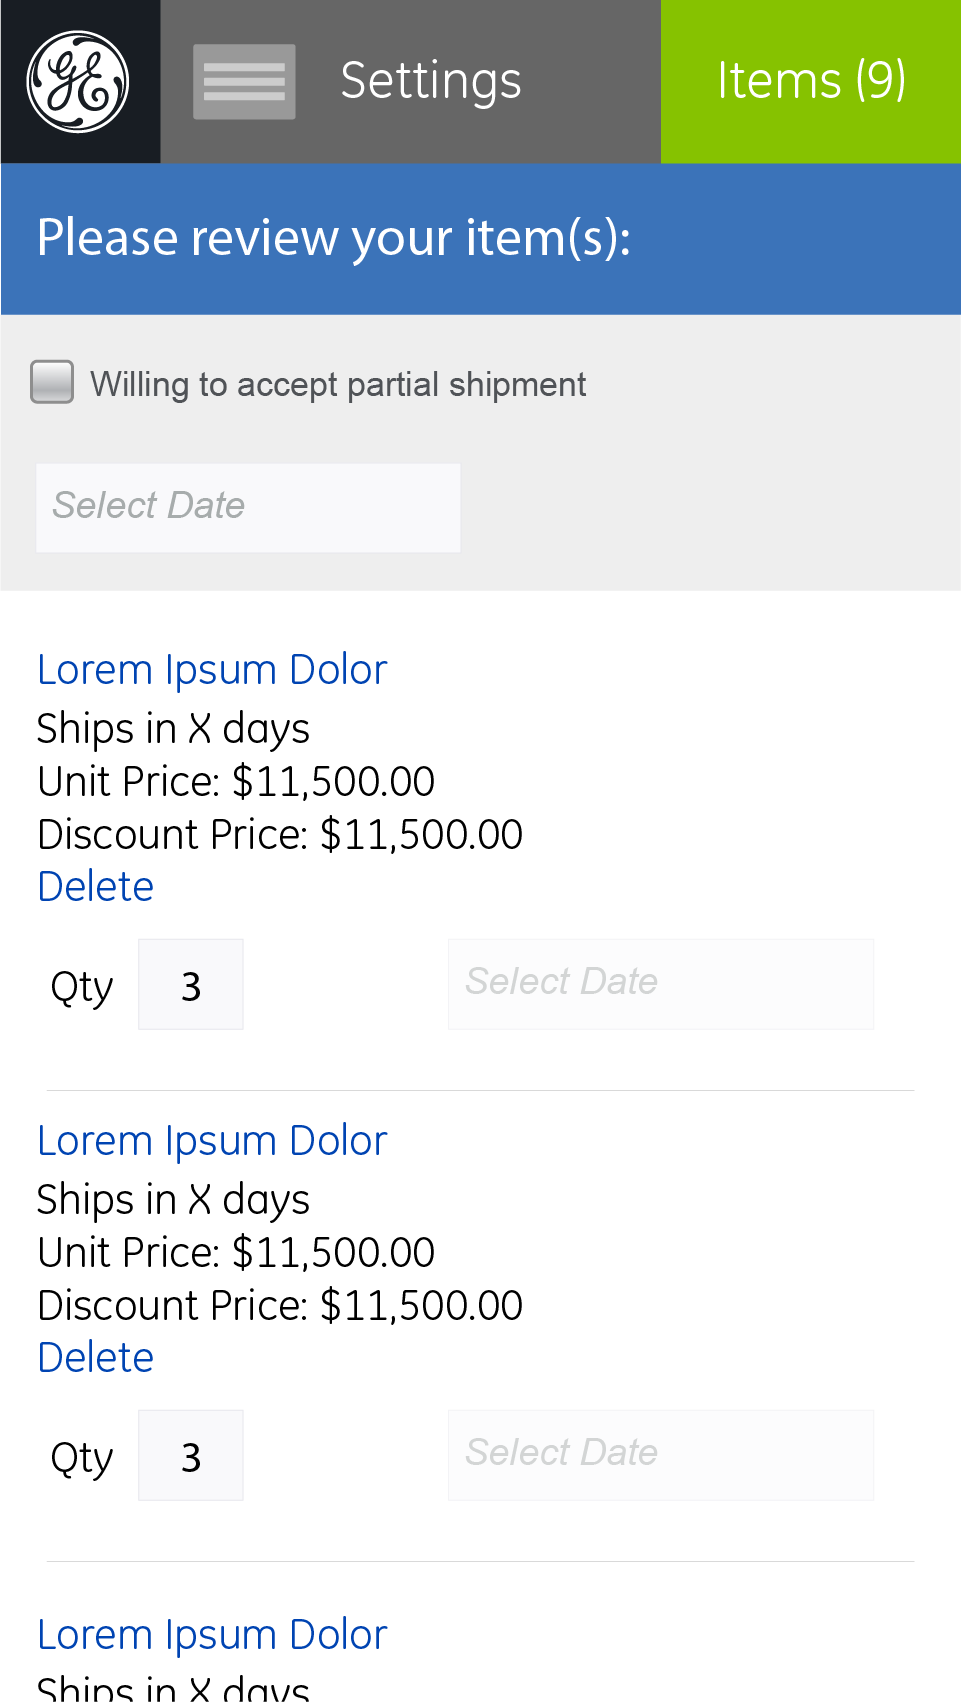 GE
Settings
Items (9)
Please review your item(s):
Willing to accept partial shipment
Select Date
Lorem Ipsum Dolor
Ships in X days
Unit Price: $11,500.00
Discount Price: $11,500.00
Delete
Qty 3 Select Date
Lorem Ipsum Dolor
Ships in X days
Unit Price: $11,500.00
Discount Price: $11,500.00
Delete
Qty 3 Select Date
Lorem Ipsum Dolor
Ships in X days